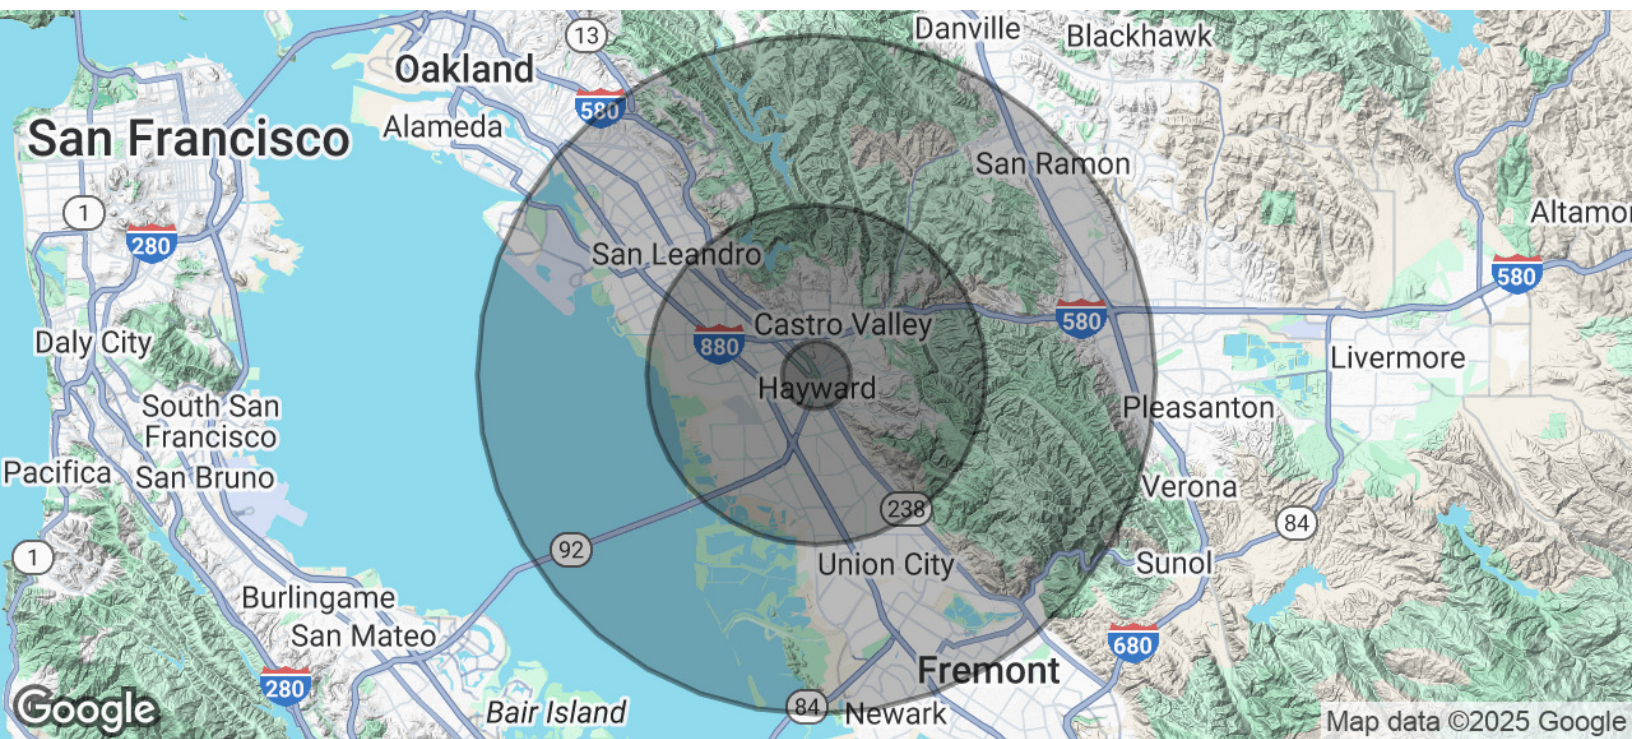 Danville
Blackhawk
13
Oakland
580
Alameda
San Francisco
San Ramon
1
280
Altamo
San Leandro
580
580
Castro Valley
880
Daly City
Livermore
Hayward
South San
Francisco
Pleasanton
Pacifica
San Bruno
Verona
238
84
92
1
Union City
Sunol
Burlingame
San Mateo
680
Fremont
280
Google
Bair Island
84
Newark
Map data ©2025 Google